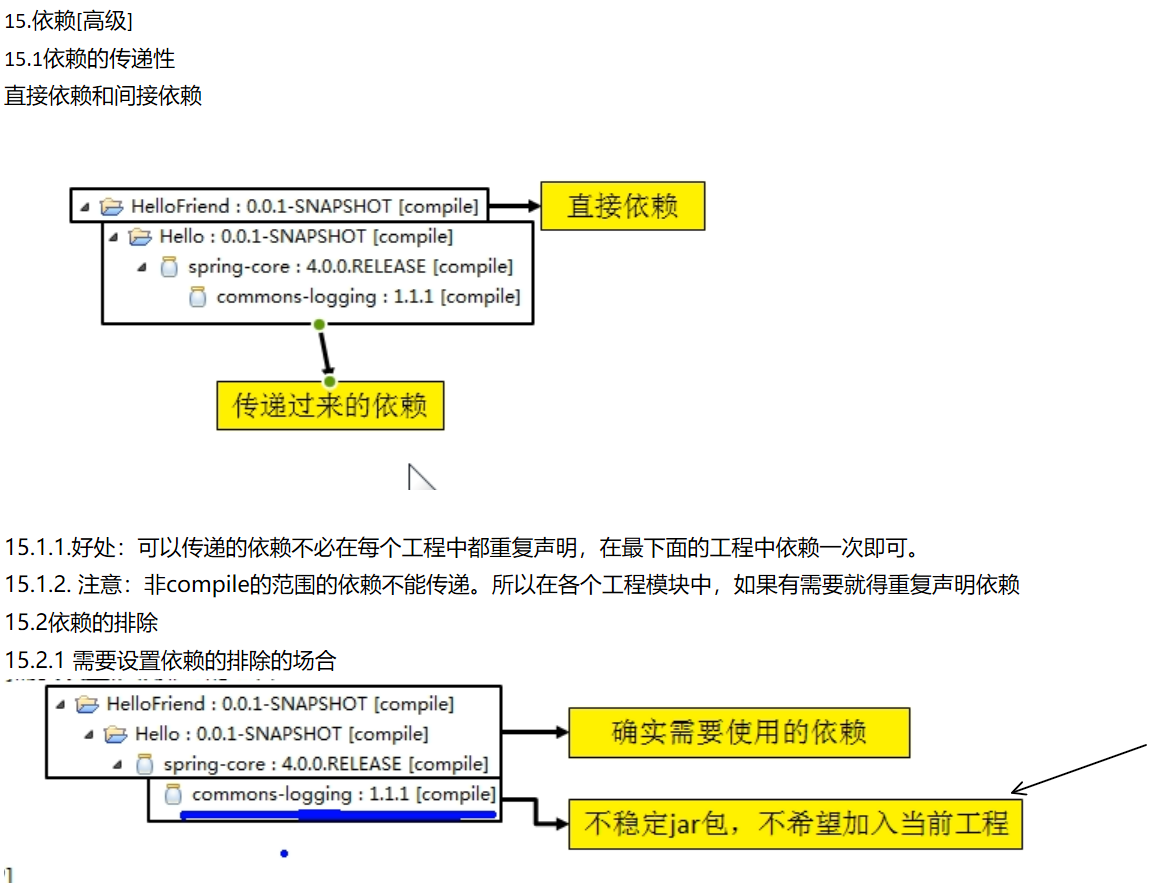 15.依赖[高级]
15.1依赖的传递性
直接依赖和间接依赖
HelloFriend : 0.0.1-SNAPSHOT [compile]
直接依赖
Hello : 0.0.1-SNAPSHOT [compile]
spring-core : 4.0.0.RELEASE [compile]
commons-logging : 1.1.1 [compile]
传递过来的依赖
15.1.1.好处：可以传递的依赖不必在每个工程中都重复声明，在最下面的工程中依赖一次即可。
15.1.2. 注意：非compile的范围的依赖不能传递。所以在各个工程模块中，如果有需要就得重复声明依赖
15.2依赖的排除
15.2.1 需要设置依赖的排除的场合
HelloFriend : 0.0.1-SNAPSHOT [compile]
Hello : 0.0.1-SNAPSHOT [compile]
确实需要使用的依赖
spring-core : 4.0.0.RELEASE [compile]
commons-logging : 1.1.1 [compile]
不稳定jar包，不希望加入当前工程